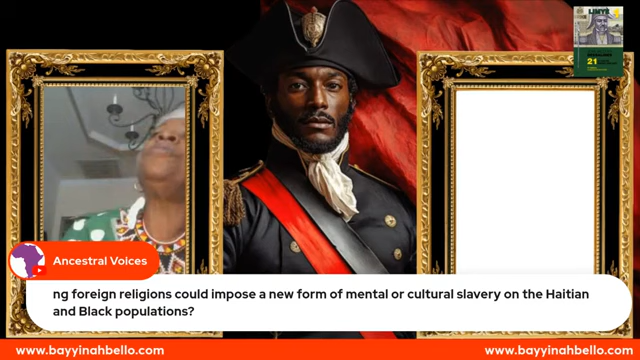 LIMYÈ
21
Ancestral Voices
ng foreign religions could impose a new form of mental or cultural slavery on the Haitian
and Black populations?
www.bayyinahbello.com
www.bayyinahbello.com